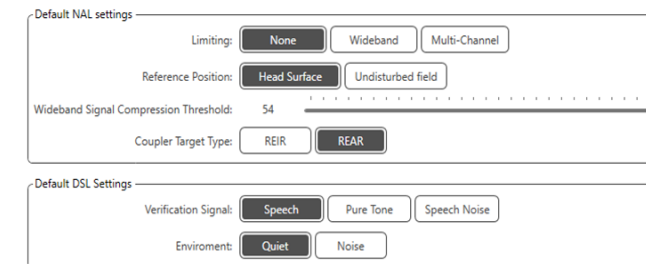 Default NAL settings
Limiting: None Wideband Multi-Channel
Reference Position: Head Surface Undisturbed field
Wideband Signal Compression Threshold: 54
Coupler Target Type: REIR REAR
Default DSL Settings
Verification Signal: Speech Pure Tone Speech Noise
Enviroment: Quiet Noise